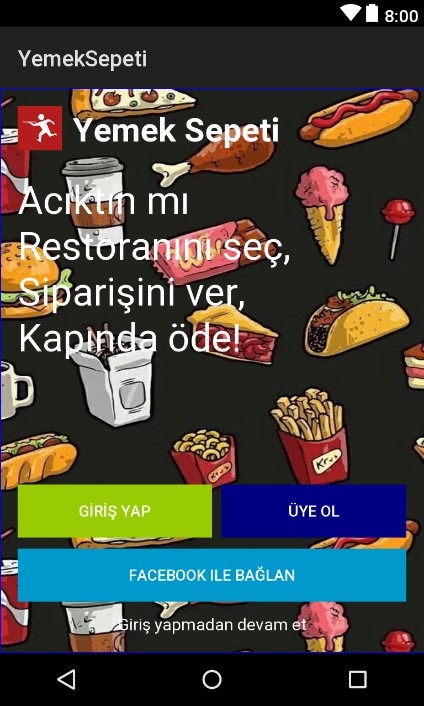 8:00
YemekSepeti
Yemek Sepeti
Acıktın mı
Restoranını seç,
Siparişini ver,
Kapında öde!
GİRİŞ YAP
ÜYE OL
FACEBOOK ILE BAĞLAN
Giriş yapmadan devam et